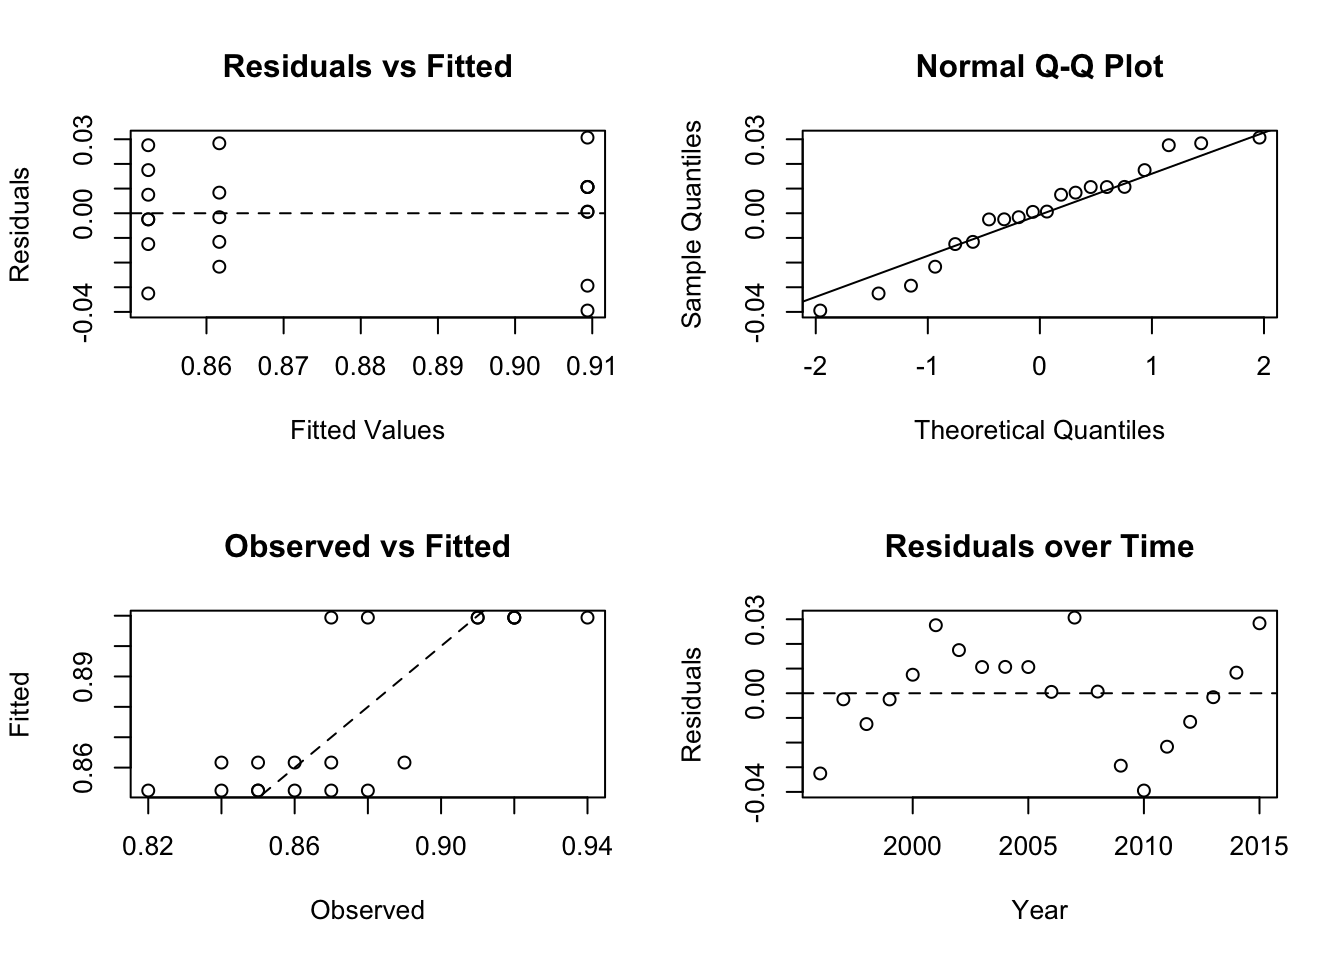 Residuals vs Fitted
Residuals
-0.04 0.00 0.03
0.86 0.87 0.88 0.89 0.90 0.91
Fitted Values
Normal Q-Q Plot
Sample Quantiles
-0.04 0.00 0.03
-2 -1 0 1 2
Theoretical Quantiles
Observed vs Fitted
Fitted
0.86 0.89
0.82 0.86 0.90 0.94
Observed
Residuals over Time
Residuals
-0.04 0.00 0.03
2000 2005 2010 2015
Year